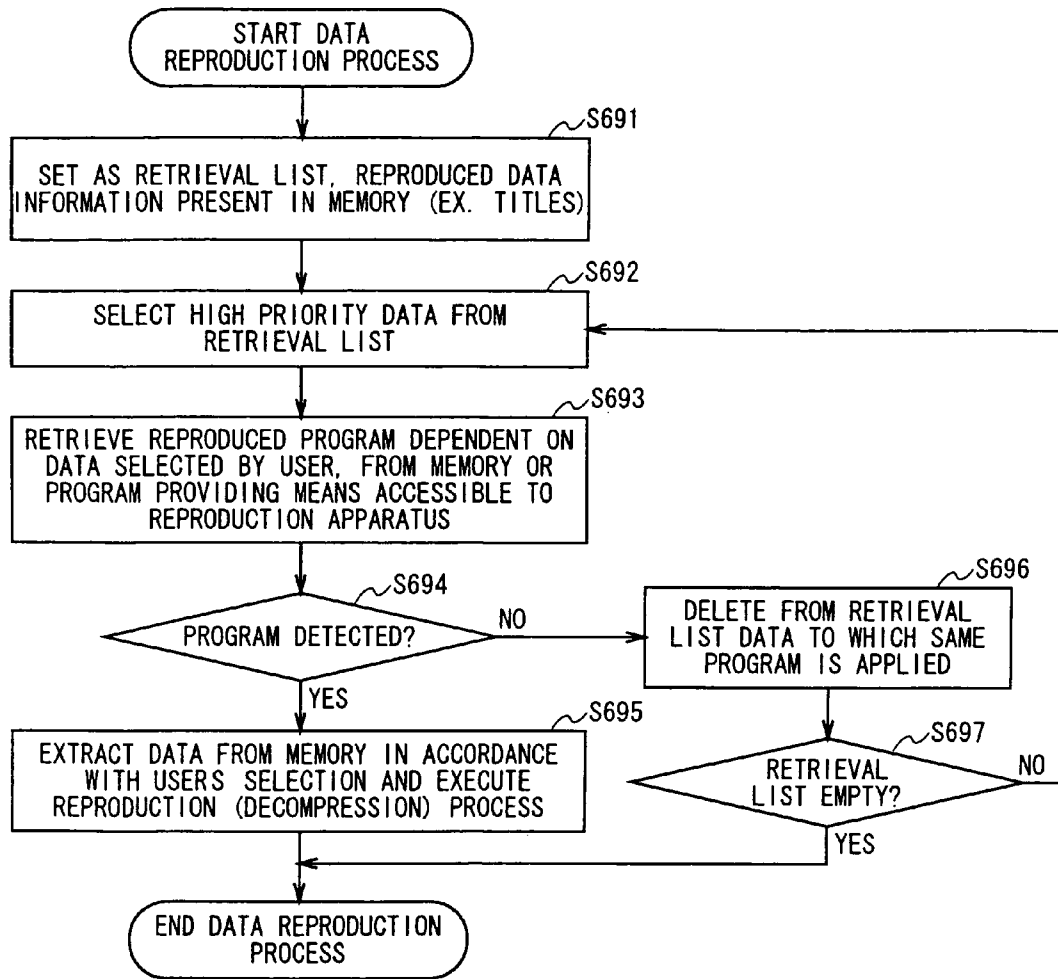 START DATA
REPRODUCTION PROCESS
S691
SET AS RETRIEVAL LIST, REPRODUCED DATA
INFORMATION PRESENT IN MEMORY (EX. TITLES)
S692
SELECT HIGH PRIORITY DATA FROM
RETRIEVAL LIST
S693
RETRIEVE REPRODUCED PROGRAM DEPENDENT ON
DATA SELECTED BY USER, FROM MEMORY OR
PROGRAM PROVIDING MEANS ACCESSIBLE TO
REPRODUCTION APPARATUS
S694
PROGRAM DETECTED?
NO
YES
S696
DELETE FROM RETRIEVAL
LIST DATA TO WHICH SAME
PROGRAM IS APPLIED
S695
EXTRACT DATA FROM MEMORY IN ACCORDANCE
WITH USERS SELECTION AND EXECUTE
REPRODUCTION (DECOMPRESSION) PROCESS
S697
RETRIEVAL
LIST EMPTY?
NO
YES
END DATA REPRODUCTION
PROCESS